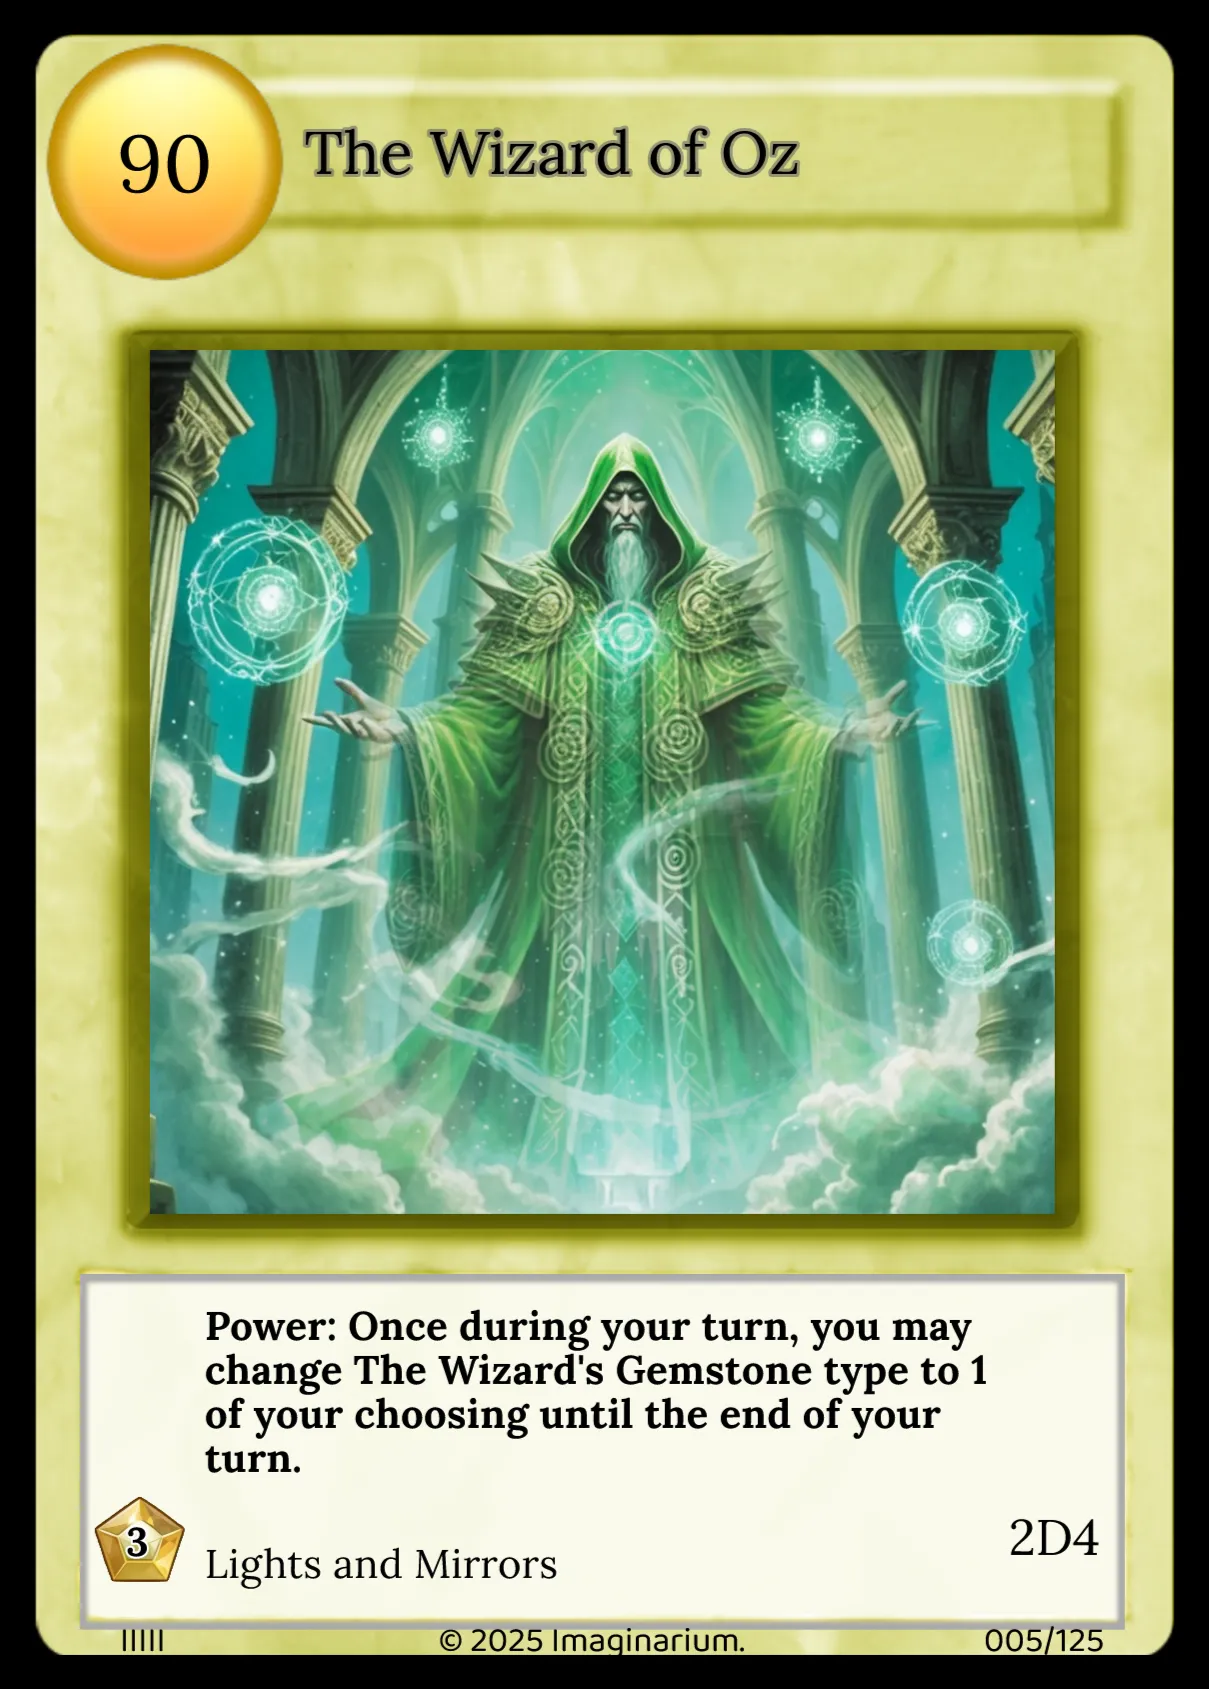 90
The Wizard of Oz
Power: Once during your turn, you may
change The Wizard's Gemstone type to 1
of your choosing until the end of your
turn.
3
Lights and Mirrors
2D4
IIIII
© 2025 Imaginarium.
005/125